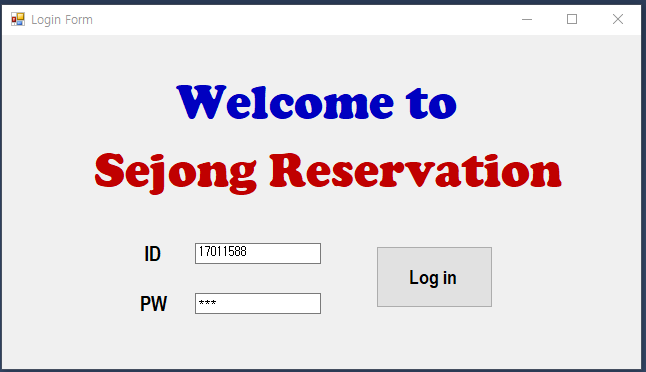 Login Form
Welcome to
Sejong Reservation
ID 17011588
Log in
PW ***